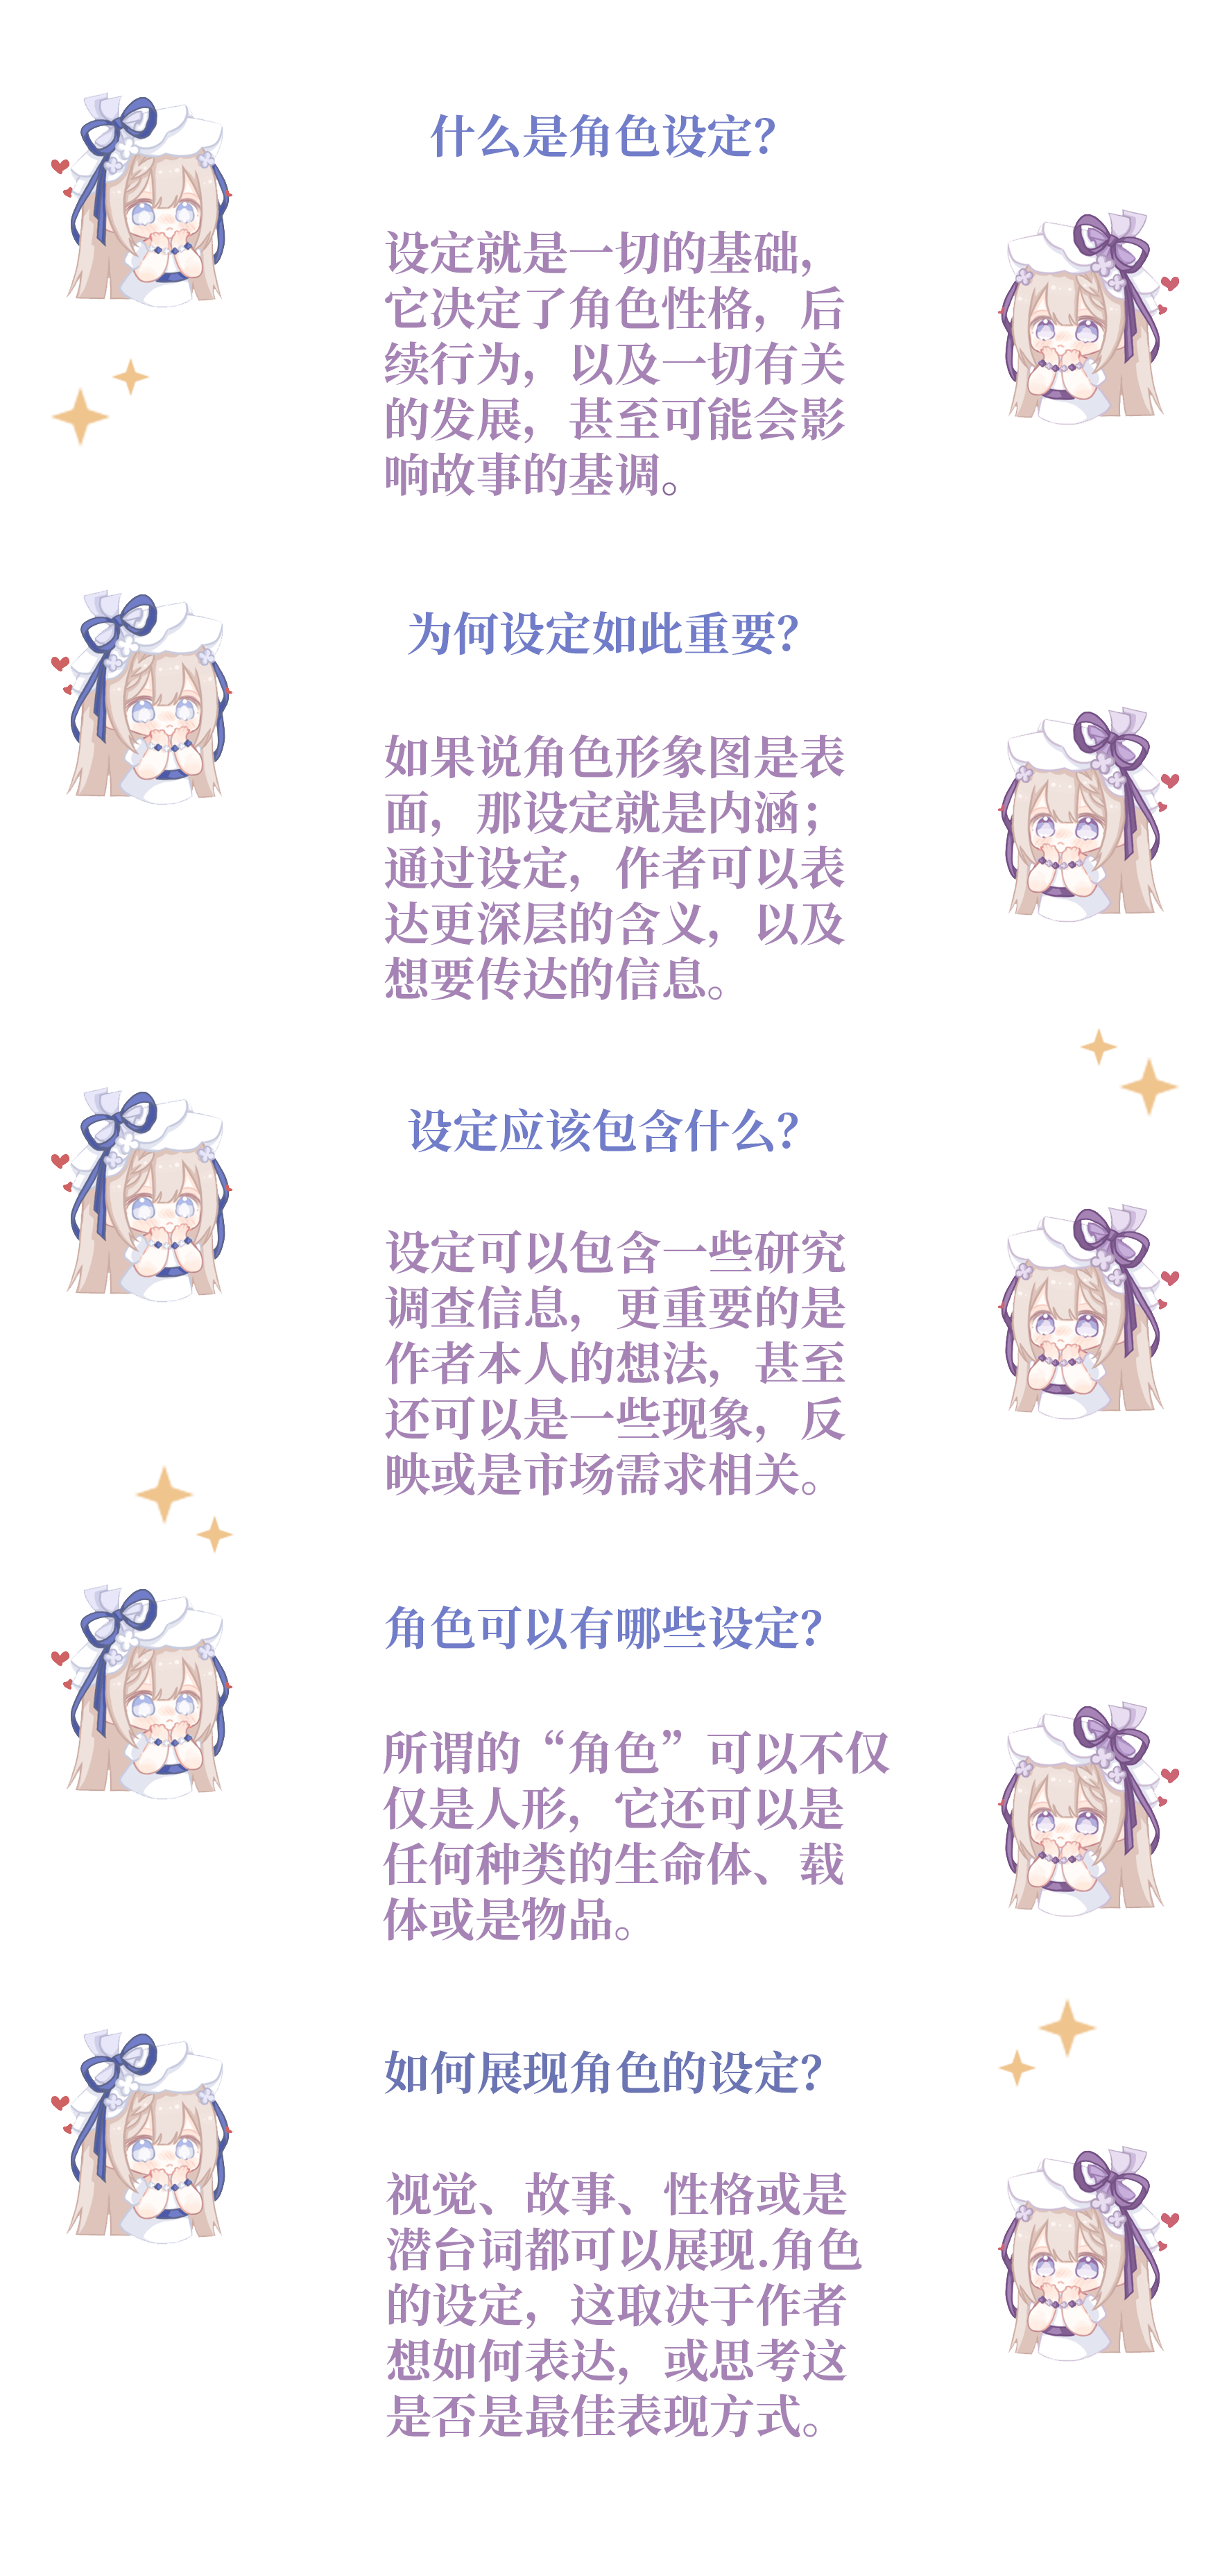 什么是角色设定？
设定就是一切的基础，
它决定了角色性格，后
续行为，以及一切有关
的发展，甚至可能会影
响故事的基调。
为何设定如此重要？
如果说角色形象图是表
面，那设定就是内涵；
通过设定，作者可以表
达更深层的含义，以及
想要传达的信息。
设定应该包含什么？
设定可以包含一些研究
调查信息，更重要的是
作者本人的想法，甚至
还可以是一些现象，反
映或是市场需求相关。
角色可以有哪些设定？
所谓的“角色”可以不仅
仅是人形，它还可以是
任何种类的生命体、载
体或是物品。
如何展现角色的设定？
视觉、故事、性格或是
潜台词都可以展现.角色
的设定，这取决于作者
想如何表达，或思考这
是否是最佳表现方式。